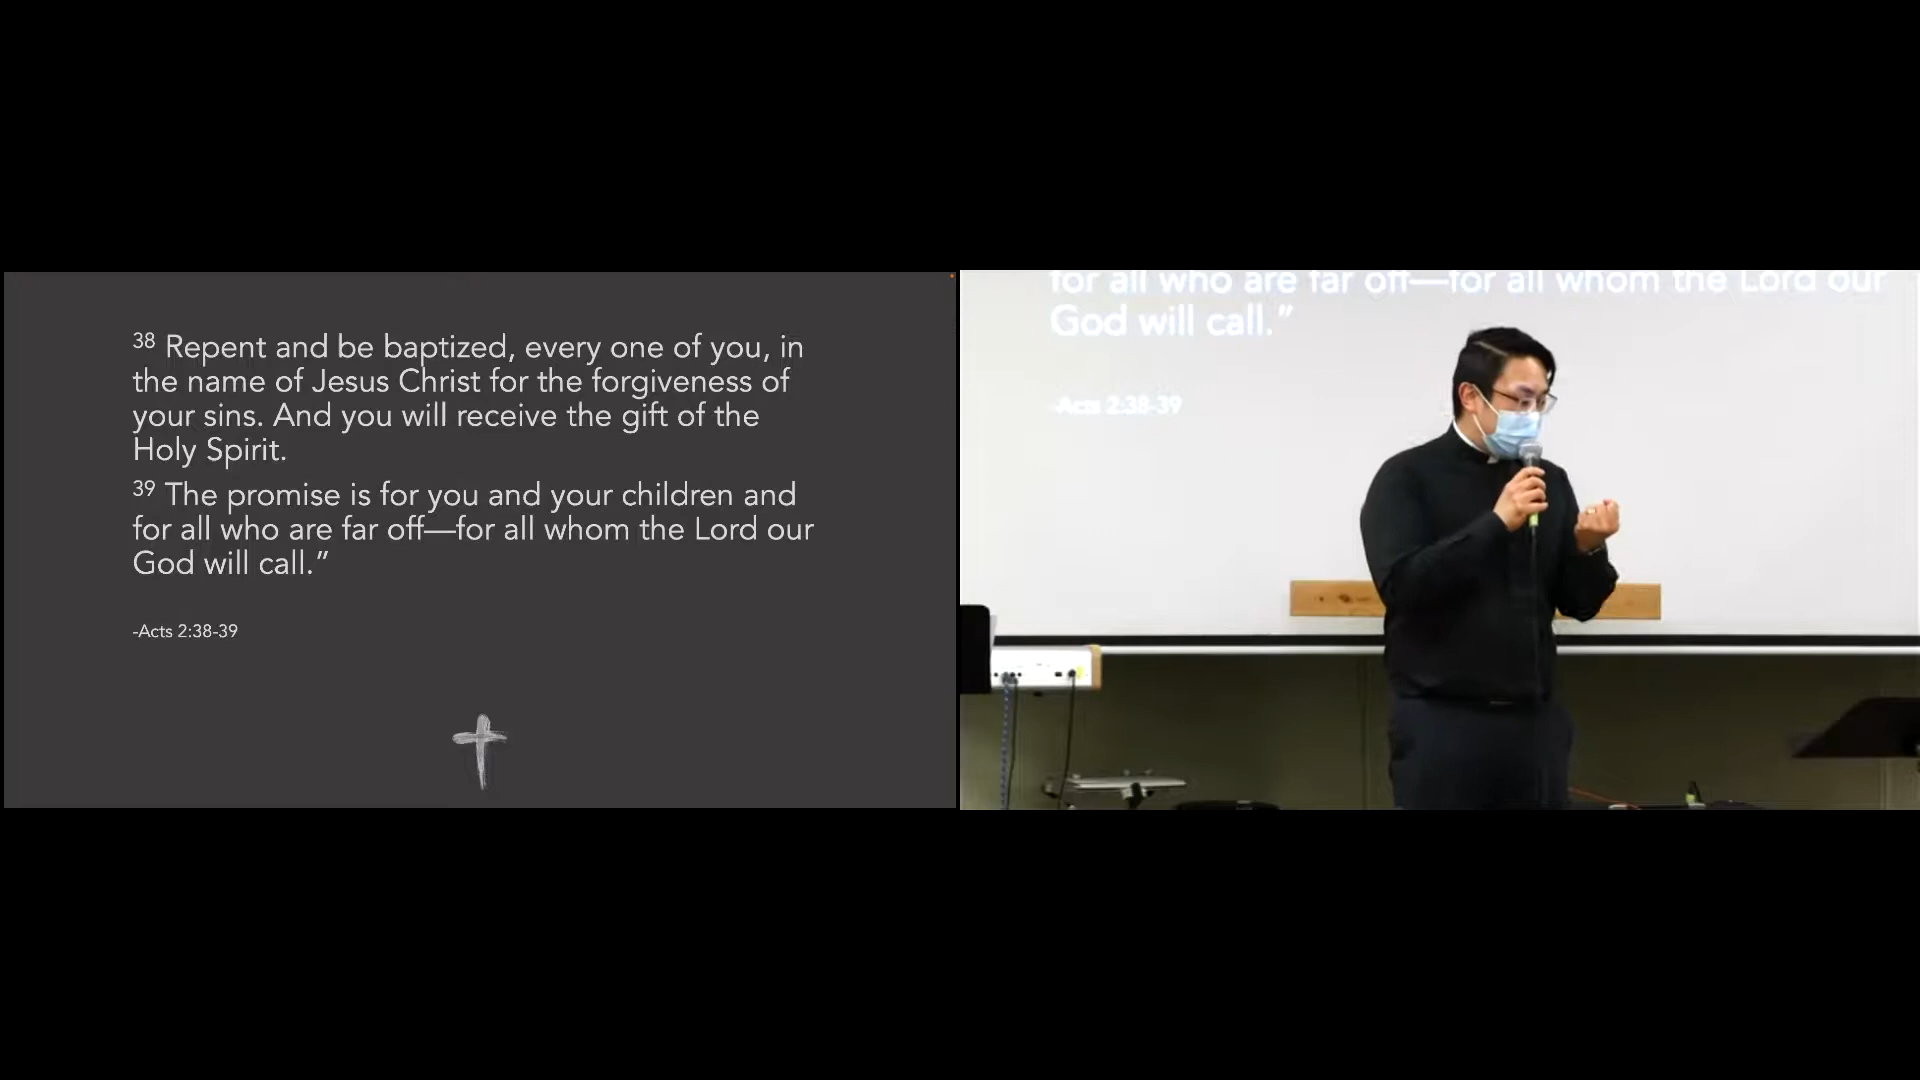 38 Repent and be baptized, every one of you, in
the name of Jesus Christ for the forgiveness of
your sins. And you will receive the gift of the
Holy Spirit.
39 The promise is for you and your children and
for all who are far off—for all whom the Lord our
God will call.”
-Acts 2:38-39
for all who are far off—for all whom the Lord our
God will call.”
-Acts 2:38-39